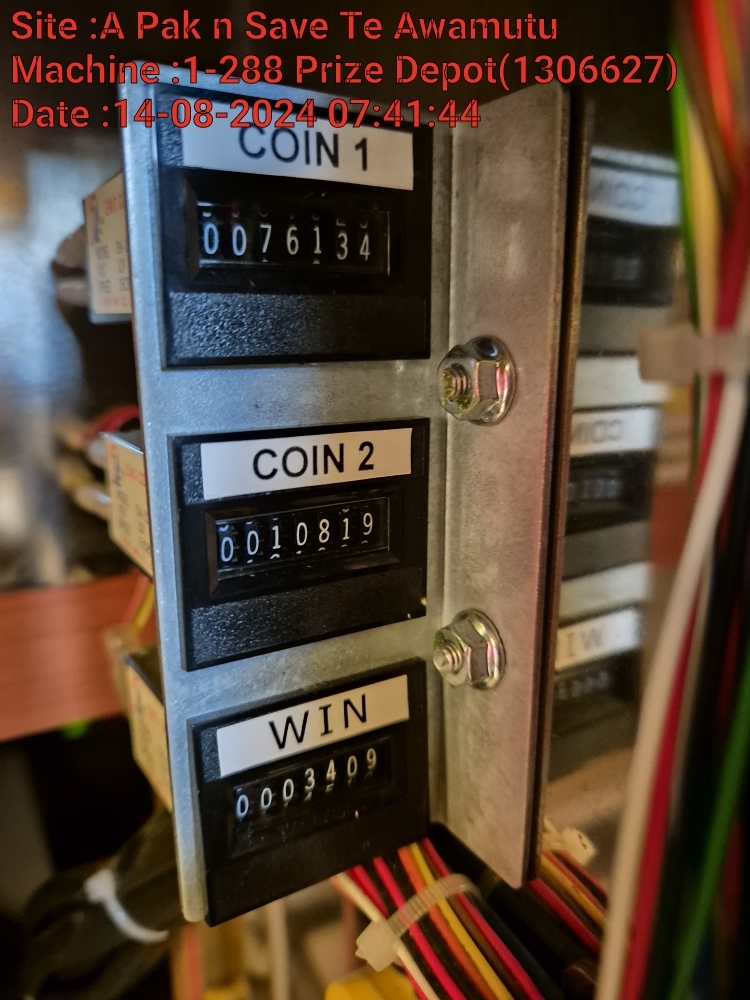 Site :A Pak n Save Te Awamutu
Machine :1-288 Prize Depot(1306627)
Date :14-08-2024 07:41:44
COIN 1
0076134
COIN 2
0010819
WIN
0003409